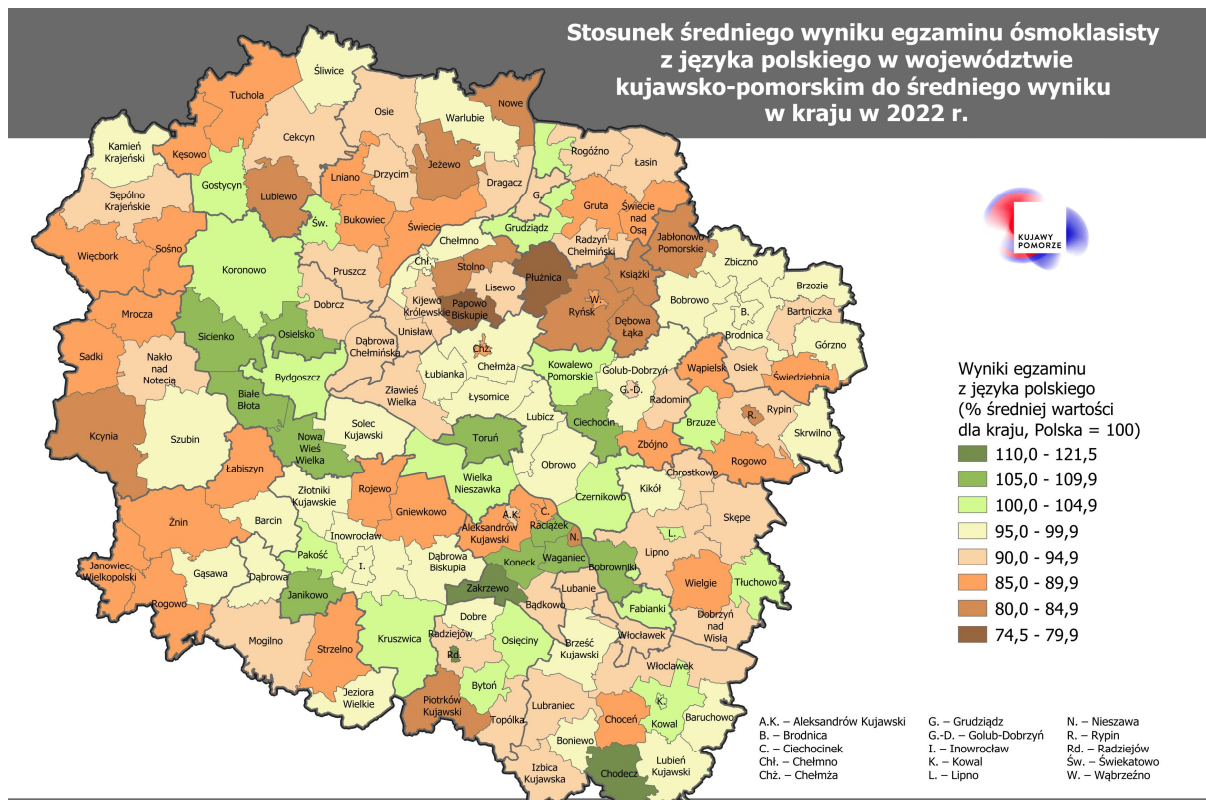 Stosunek średniego wyniku egzaminu ósmoklasisty
z języka polskiego w województwie
kujawsko-pomorskim do średniego wyniku
w kraju w 2022 r.
Śliwice
Tuchola
Osie
Nowe
Warlubie
Cekcyn
Kamień
Krajeński
Kęsowo
Rogóźno
Łasin
Jeżewo
Lniano
Drzycim
Dragacz
Gostycyn
Lubiewo
Sępólno
Krajeńskie
G.
Gruta
Świecie
nad
Osą
Św.
Bukowiec
Świecie
Grudziądz
Chełmno
Jabłonowo
Pomorskie
Radzyń
Chełmiński
Sośno
Więcbork
Koronowo
Pruszcz
Chł.
Stolno
Płużnica
Książki
Zbiczno
Lisewo
Brzozie
Bobrowo
Dobrcz
Kijewo
Królewskie
Papowo
Biskupie
W.
Ryńsk
Dębowa
Łąka
B.
Brodnica
Bartniczka
Mrocza
Sicienko
Osielsko
Unisław
Górzno
Dąbrowa
Chełmińska
Chż.
Chełmża
Sadki
Nakło
nad
Notecią
Kowalewo
Pomorskie
Golub-Dobrzyń
Wąpielsk
Osiek
Świedziebnia
Bydgoszcz
Łubianka
G.-D.
Radomin
Zławieś
Wielka
Łysomice
Białe
Błota
Lubicz
Ciechocin
Brzuze
R.
Rypin
Kcynia
Szubin
Nowa
Wieś
Wielka
Solec
Kujawski
Toruń
Zbójno
Skrwilno
Łabiszyn
Obrowo
Rogowo
Wielka
Nieszawka
Chrostkowo
Kikół
Złotniki
Kujawskie
Rojewo
Gniewkowo
Czernikowo
Żnin
Barcin
Inowrocław
A.K.
C.
Raciążek
Aleksandrów
Kujawski
N.
Skępe
L.
Lipno
Pakość
I.
Dąbrowa
Biskupia
Koneck
Waganiec
Bobrowniki
Janowiec
Wielkopolski
Gąsawa
Dąbrowa
Janikowo
Zakrzewo
Lubanie
Wielgie
Tłuchowo
Rogowo
Bądkowo
Fabianki
Dobrzyń
nad
Wisłą
Mogilno
Strzelno
Kruszwica
Dobre
Radziejów
Osięciny
Brześć
Kujawski
Włocławek
Rd.
Włocławek
Jeziora
Wielkie
Piotrków
Kujawski
Bytoń
Lubraniec
Topólka
Choceń
K.
Kowal
Baruchowo
Boniewo
Izbica
Kujawska
Chodecz
Lubień
Kujawski
KUJAWY
POMORZE
Wyniki egzaminu
z języka polskiego
(% średniej wartości
dla kraju, Polska = 100)
110,0 - 121,5
105,0 - 109,9
100,0 - 104,9
95,0 - 99,9
90,0 - 94,9
85,0 - 89,9
80,0 - 84,9
74,5 - 79,9
A.K. – Aleksandrów Kujawski
B. – Brodnica
C. – Ciechocinek
Chł. – Chełmno
Chż. – Chełmża
G. – Grudziądz
G.-D. – Golub-Dobrzyń
I. – Inowrocław
K. – Kowal
L. – Lipno
N. – Nieszawa
R. – Rypin
Rd. – Radziejów
Św. – Świekatowo
W. – Wąbrzeźno